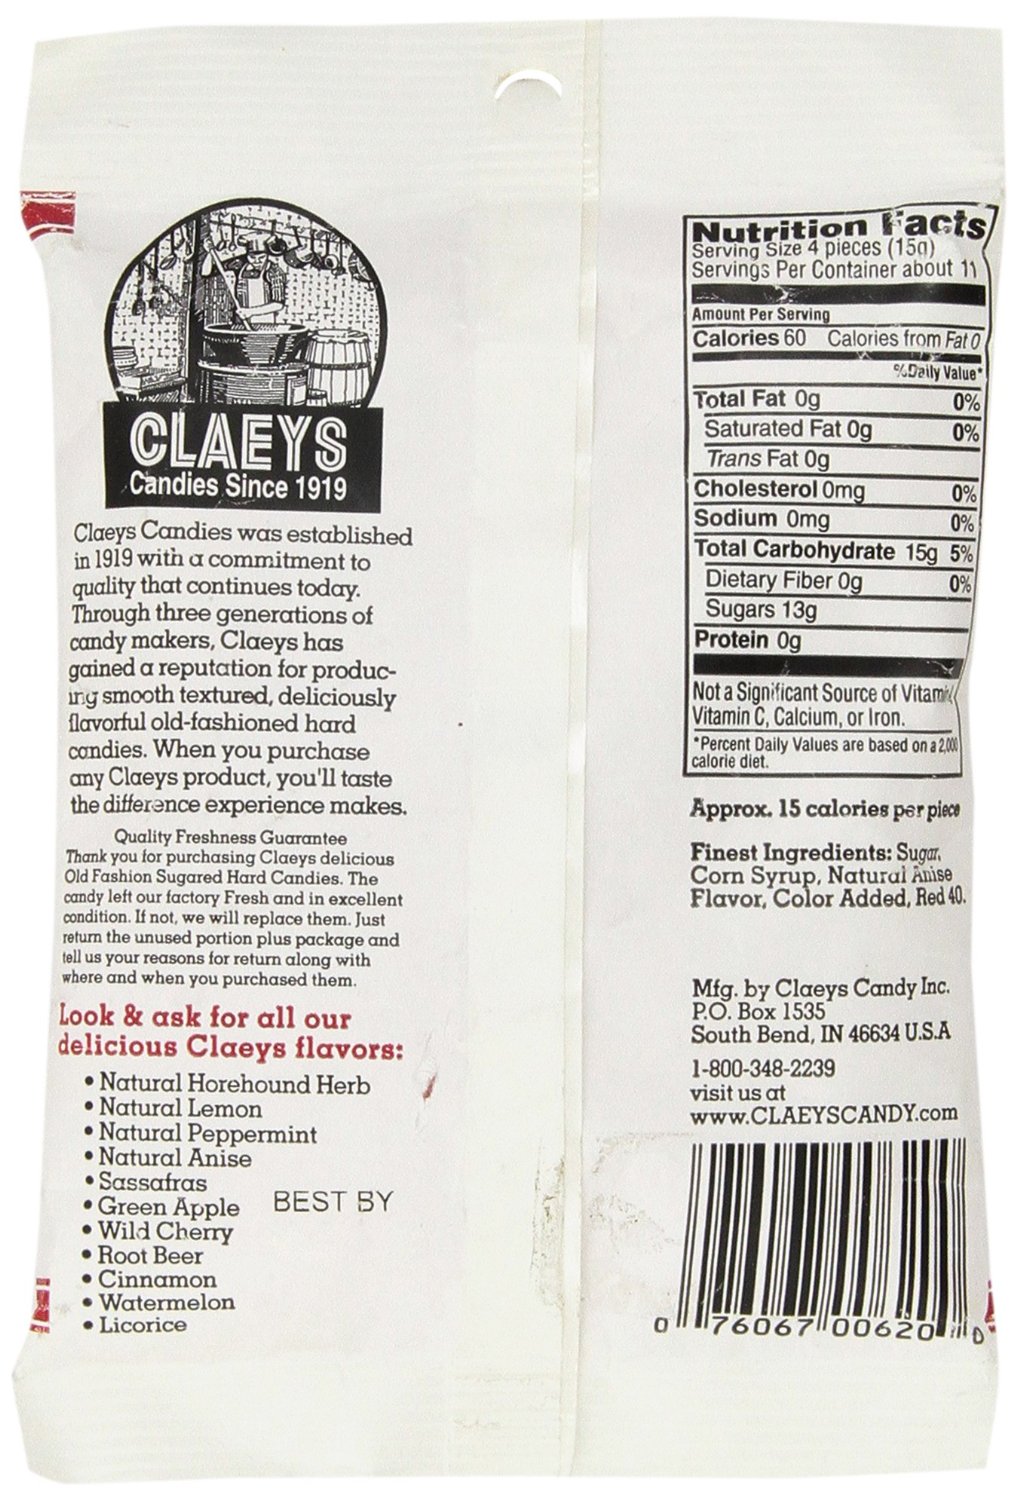 CLAEYS
Candies Since 1919
Claeys Candies was established
in 1919 with a commitment to
quality that continues today.
Through three generations of
candy makers, Claeys has
gained a reputation for produc-
ing smooth textured, deliciously
flavorful old-fashioned hard
candies. When you purchase
any Claeys product, you'll taste
the difference experience makes.
Quality Freshness Guarantee
Thank you for purchasing Claeys delicious
Old Fashion Sugared Hard Candies. The
candy left our factory Fresh and in excellent
condition. If not, we will replace them. Just
return the unused portion plus package and
tell us your reasons for return along with
where and when you purchased them.
Look & ask for all our
delicious Claeys flavors:
• Natural Horehound Herb
• Natural Lemon
• Natural Peppermint
• Natural Anise
• Sassafras
• Green Apple
• Wild Cherry
• Root Beer
• Cinnamon
• Watermelon
• Licorice
BEST BY
Nutrition Facts
Serving Size 4 pieces (15g)
Servings Per Container about 11
Amount Per Serving
Calories 60 Calories from Fat 0
% Daily Value*
Total Fat 0g 0%
Saturated Fat 0g 0%
Trans Fat 0g
Cholesterol 0mg 0%
Sodium 0mg 0%
Total Carbohydrate 15g 5%
Dietary Fiber 0g 0%
Sugars 13g
Protein 0g
Not a Significant Source of Vitamin
Vitamin C, Calcium, or Iron.
*Percent Daily Values are based on a 2,000
calorie diet.
Approx. 15 calories per piece
Finest Ingredients: Sugar,
Corn Syrup, Natural Anise
Flavor, Color Added, Red 40.
Mfg. by Claeys Candy Inc.
P.O. Box 1535
South Bend, IN 46634 U.S.A
1-800-348-2239
visit us at
www.CLAEYSCANDY.com
0 76067 00620 0